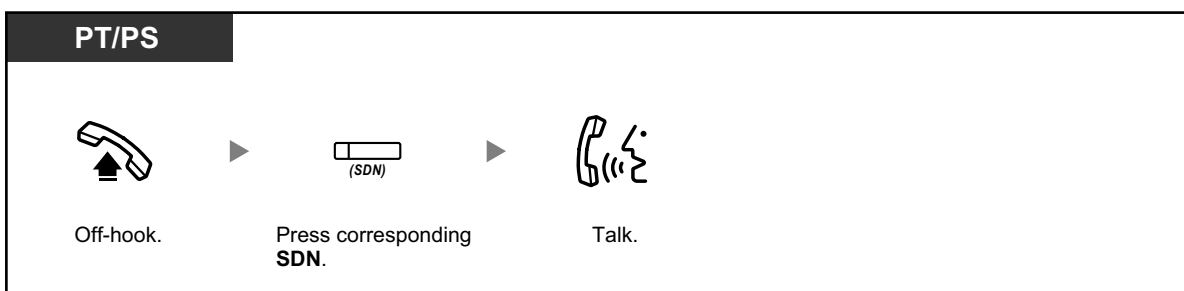 PT/PS
(SDN)
Off-hook.
Press corresponding
SDN.
Talk.